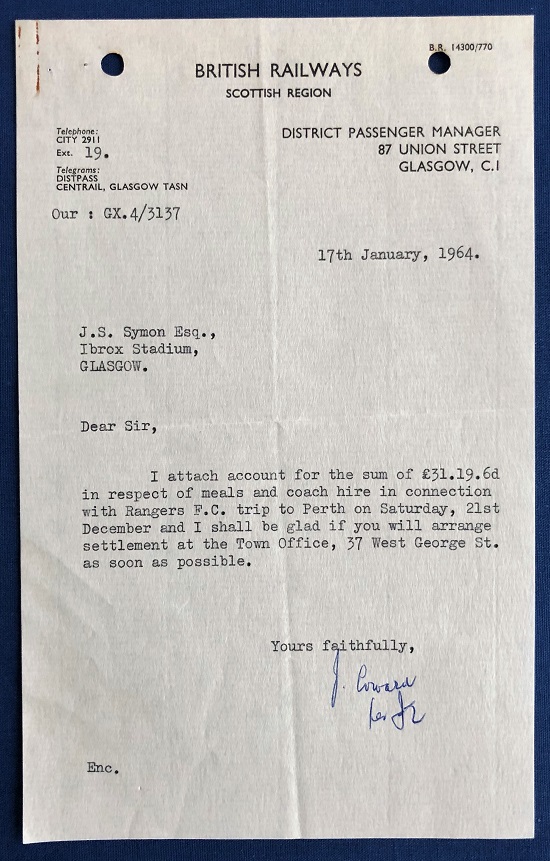 B.R. 14300/770
BRITISH RAILWAYS
SCOTTISH REGION
Telephone:
CITY 2911
Ext. 19.
Telegrams:
DISTPASS
CENTRAIL, GLASGOW TASN
DISTRICT PASSENGER MANAGER
87 UNION STREET
GLASGOW, C.1
Our : GX.4/3137
17th January, 1964.
J.S. Symon Esq.,
Ibrox Stadium,
GLASGOW.
Dear Sir,
I attach account for the sum of £31.19.6d
in respect of meals and coach hire in connection
with Rangers F.C. trip to Perth on Saturday, 21st
December and I shall be glad if you will arrange
settlement at the Town Office, 37 West George St.
as soon as possible.
Yours faithfully,
J. Coward
Enc.